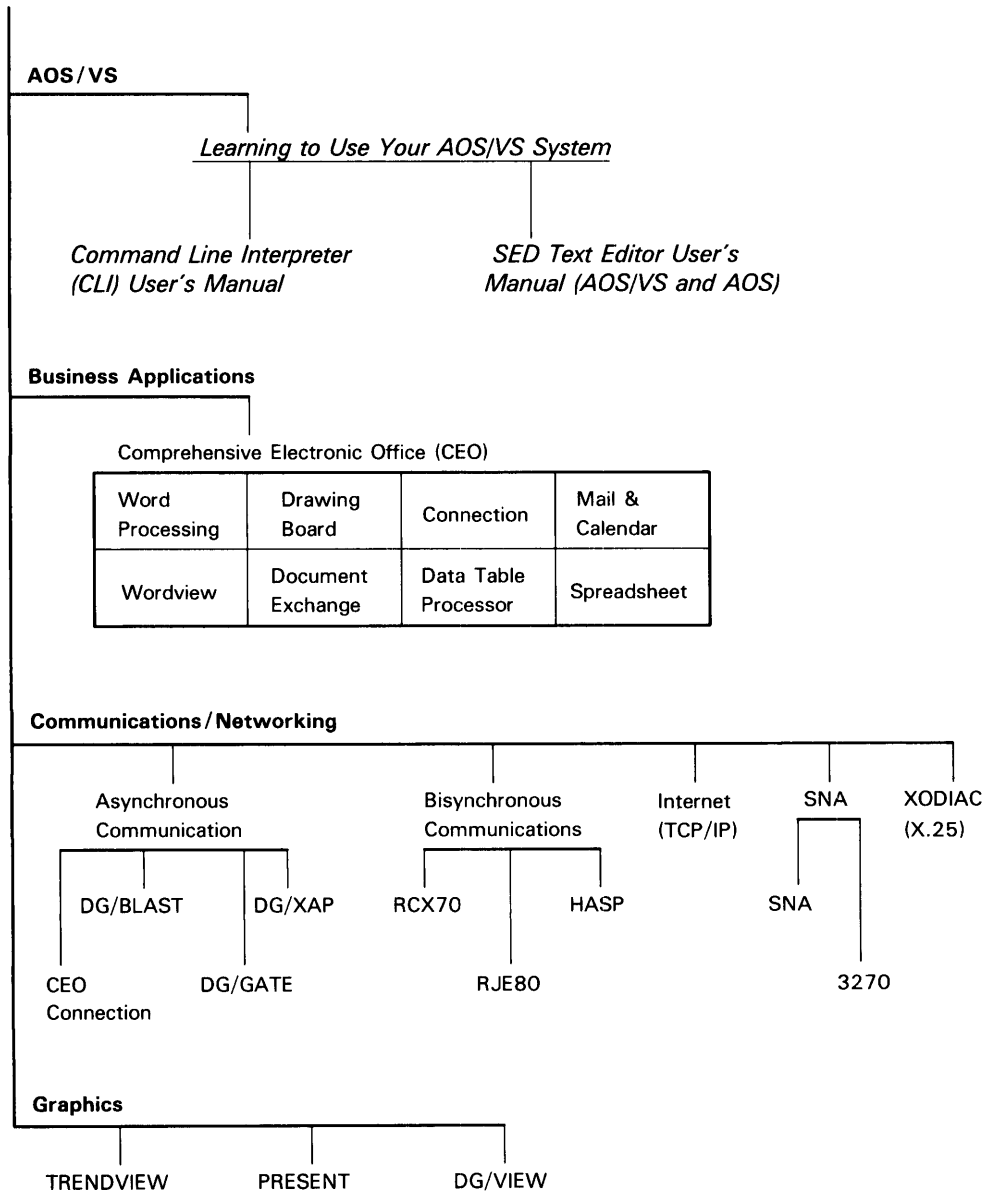 AOS/VS
Learning to Use Your AOS/VS System
Command Line Interpreter
(CLI) User's Manual
SED Text Editor User's
Manual (AOS/VS and AOS)
Business Applications
Comprehensive Electronic Office (CEO)
Word
Processing
Drawing
Board
Connection
Mail &
Calendar
Wordview
Document
Exchange
Data Table
Processor
Spreadsheet
Communications/Networking
Asynchronous
Communication
Bisynchronous
Communications
Internet
(TCP/IP)
SNA
XODIAC
(X.25)
DG/BLAST
DG/XAP
RCX70
HASP
SNA
CEO
Connection
DG/GATE
RJE80
3270
Graphics
TRENDVIEW
PRESENT
DG/VIEW